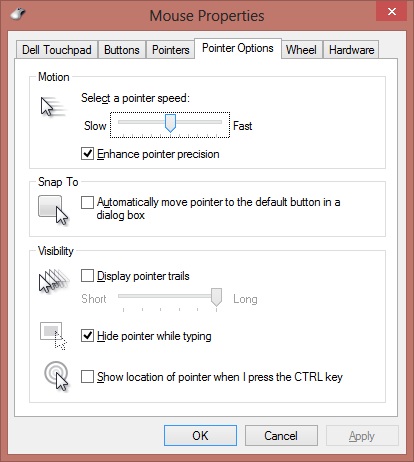 Mouse Properties
Dell Touchpad Buttons Pointers Pointer Options Wheel Hardware
Motion
Select a pointer speed:
Slow Fast
Enhance pointer precision
Snap To
Automatically move pointer to the default button in a
dialog box
Visibility
Display pointer trails
Short Long
Hide pointer while typing
Show location of pointer when I press the CTRL key
OK Cancel Apply